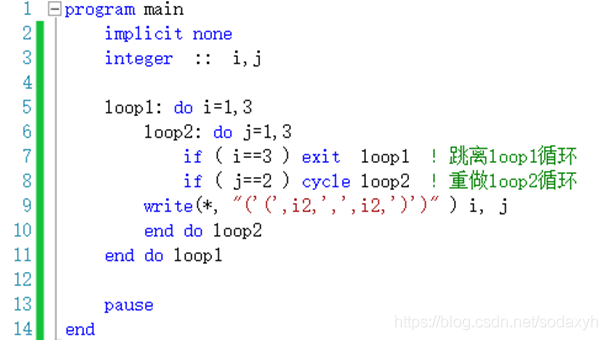 1 program main
2 implicit none
3 integer :: i,j
4
5 loop1: do i=1,3
6 loop2: do j=1,3
7 if ( i==3 ) exit loop1 ! 跳离loop1循环
8 if ( j==2 ) cycle loop2 ! 重做loop2循环
9 write(*, "('(',i2,',',i2,')')" ) i, j
10 end do loop2
11 end do loop1
12
13 pause
14 end
https://blog.csdn.net/sodaxyh